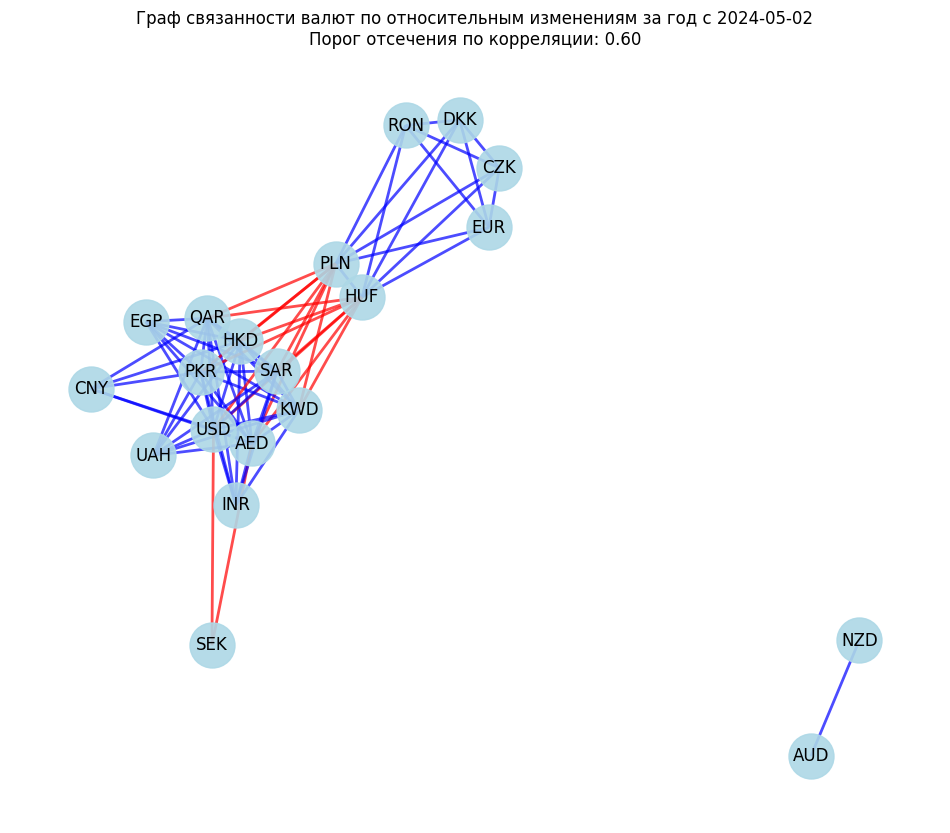 Граф связанности валют по относительным изменениям за год с 2024-05-02
Порог отсечения по корреляции: 0.60
RON
DKK
CZK
EUR
PLN
HUF
EGP
QAR
HKD
PKR
SAR
CNY
KWD
USD
AED
UAH
INR
SEK
NZD
AUD